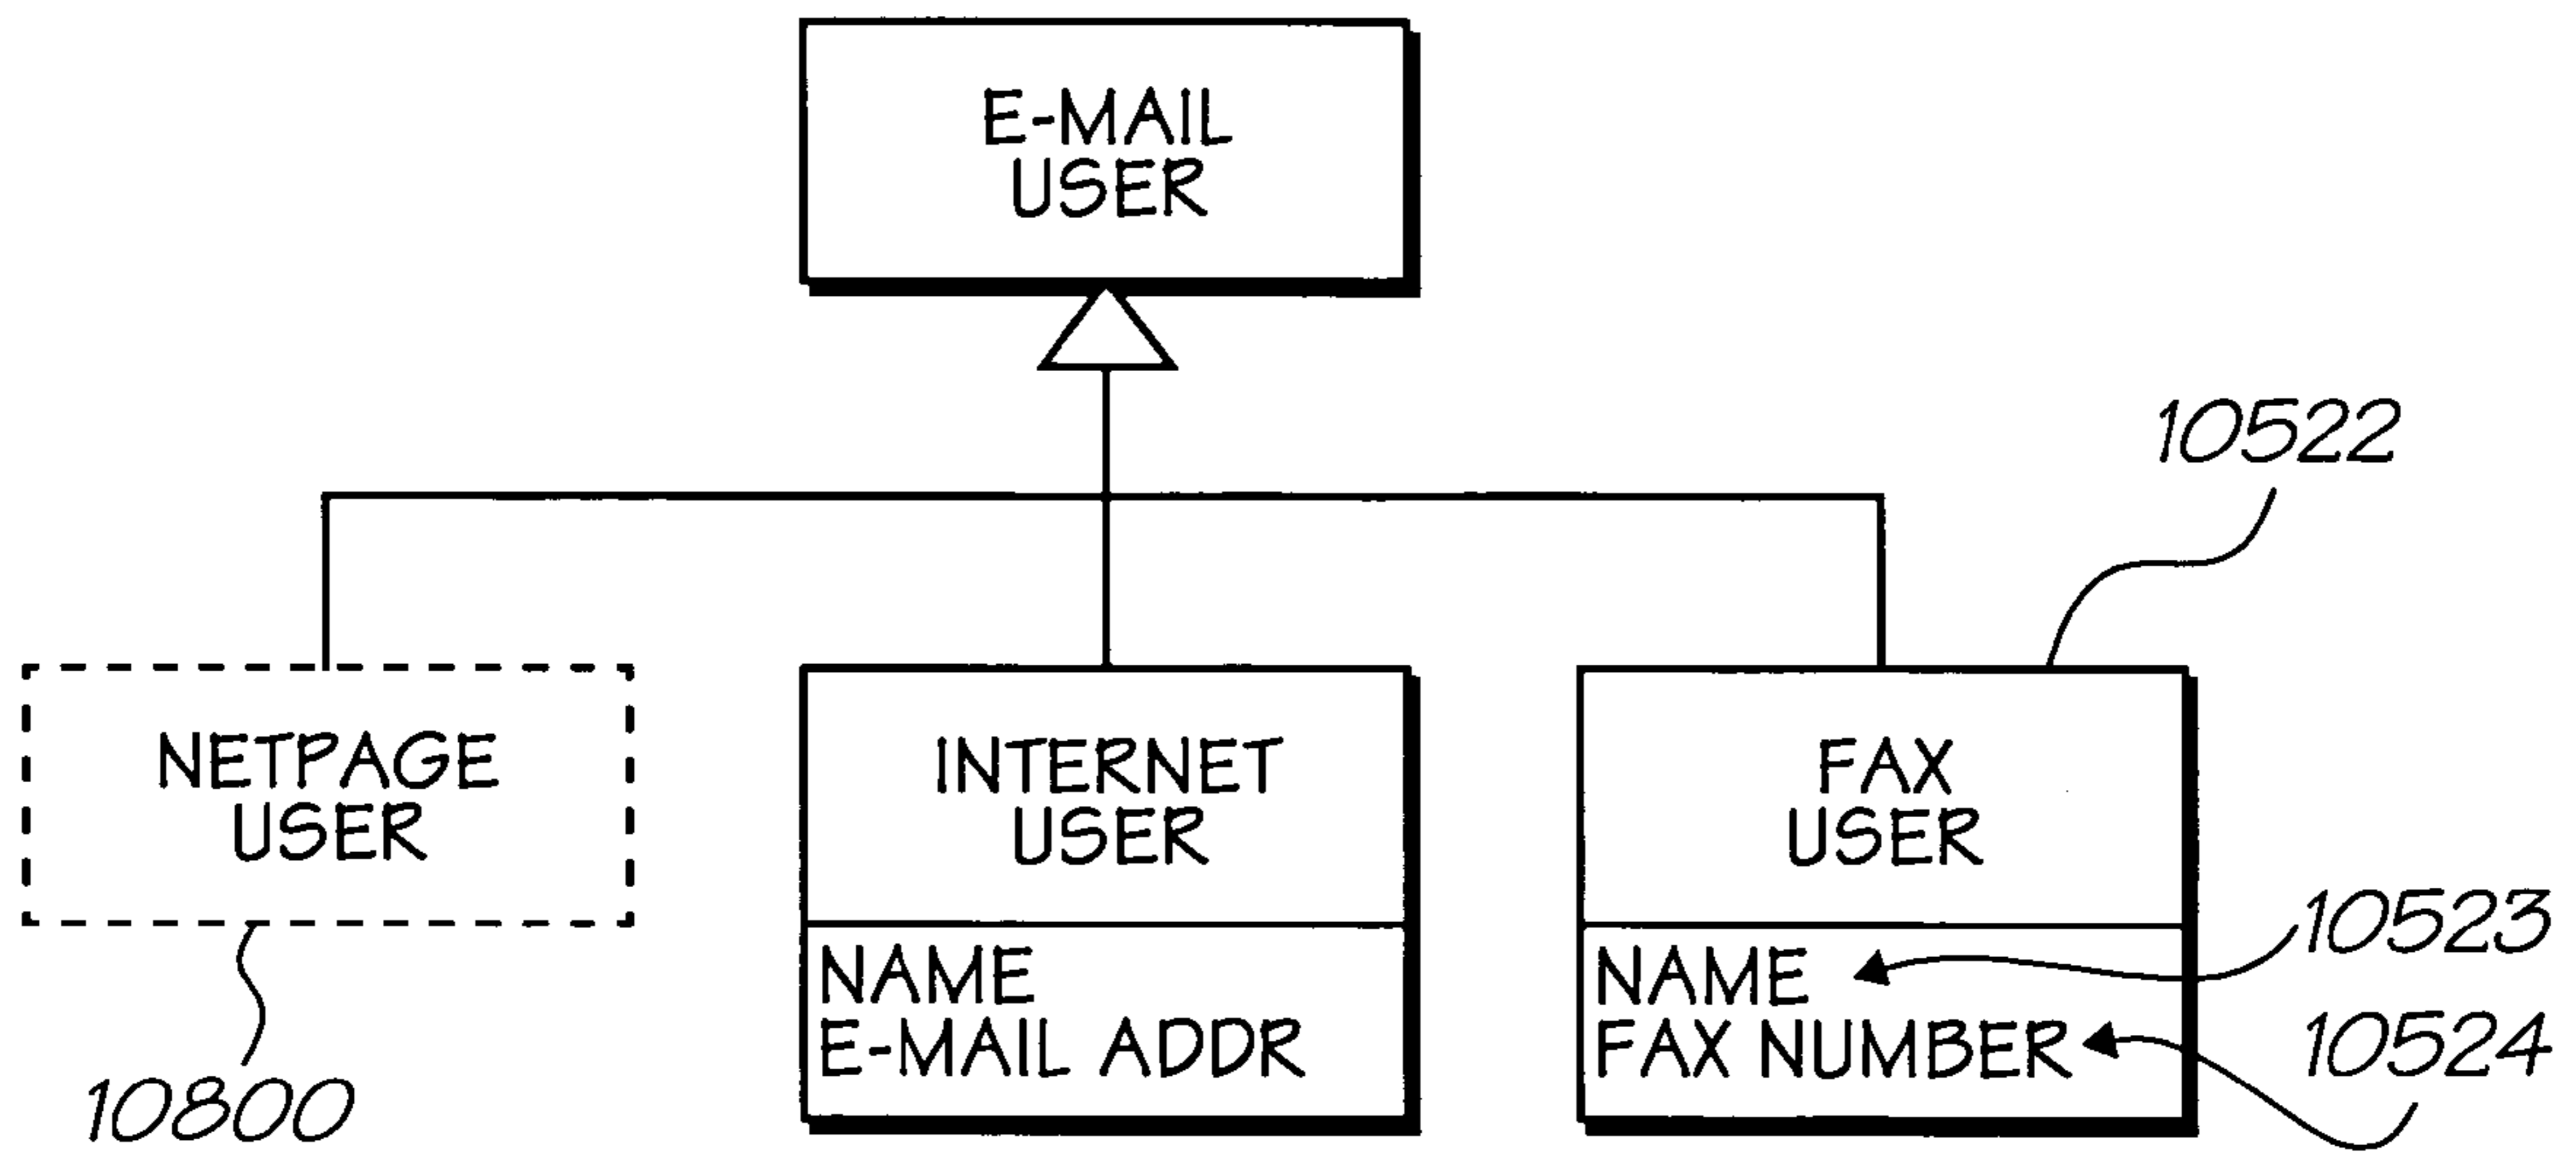 E-MAIL
USER
10522
NETPAGE
USER
INTERNET
USER
FAX
USER
NAME
E-MAIL ADDR
NAME
FAX NUMBER
10523
10524
10800